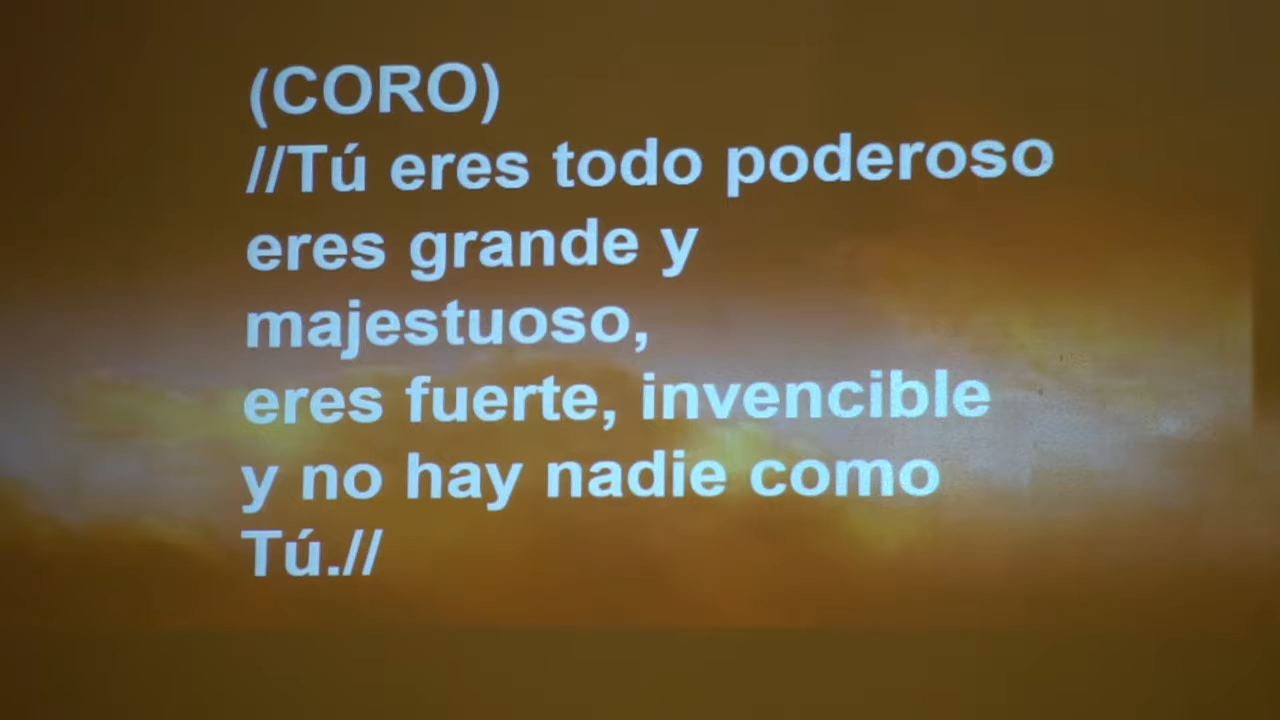 (CORO)
//Tú eres todo poderoso
eres grande y
majestuoso,
eres fuerte, invencible
y no hay nadie como
Tú.//